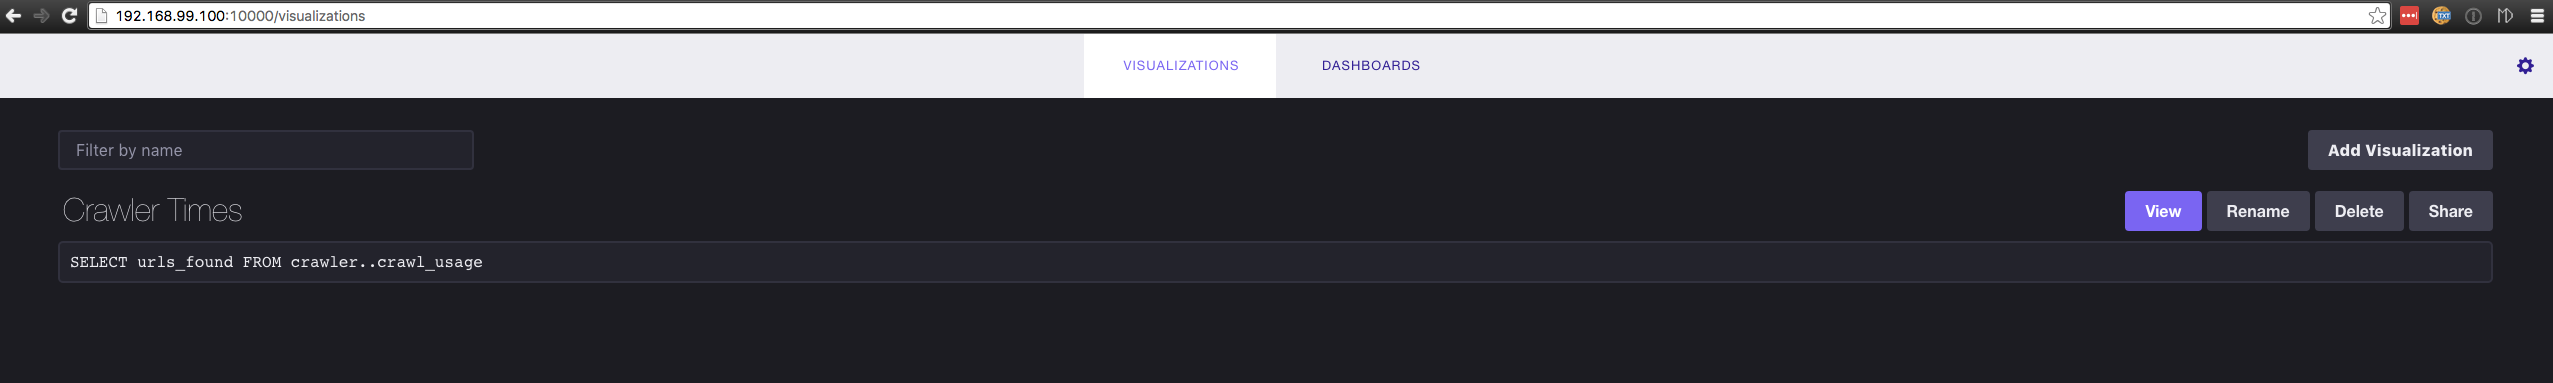 192.168.99.100:10000/visualizations
TXT
VISUALIZATIONS DASHBOARDS
Filter by name Add Visualization
Crawler Times View Rename Delete Share
SELECT urls_found FROM crawler..crawl_usage